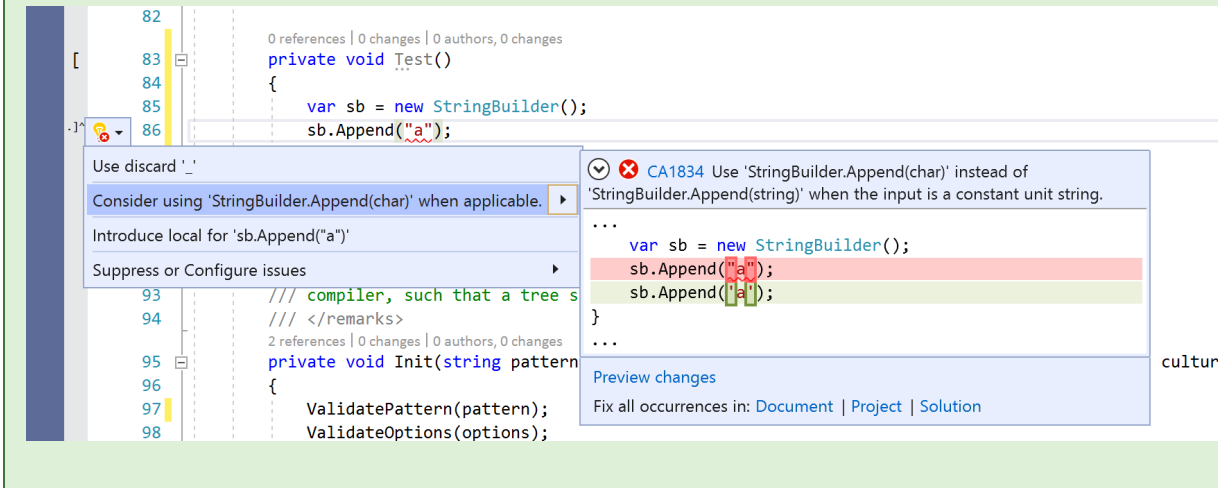 82
0 references | 0 changes | 0 authors, 0 changes
[ 83 private void Test()
84 {
85 var sb = new StringBuilder();
.]^ 86 sb.Append("a");
Use discard '_'
Consider using 'StringBuilder.Append(char)' when applicable.
Introduce local for 'sb.Append("a")'
Suppress or Configure issues
CA1834 Use 'StringBuilder.Append(char)' instead of
'StringBuilder.Append(string)' when the input is a constant unit string.
...
var sb = new StringBuilder();
sb.Append("a");
sb.Append('a');
}
...
Preview changes
Fix all occurrences in: Document | Project | Solution
93 /// compiler, such that a tree s
94 /// </remarks>
2 references | 0 changes | 0 authors, 0 changes
95 private void Init(string pattern cultur
96 {
97 ValidatePattern(pattern);
98 ValidateOptions(options);